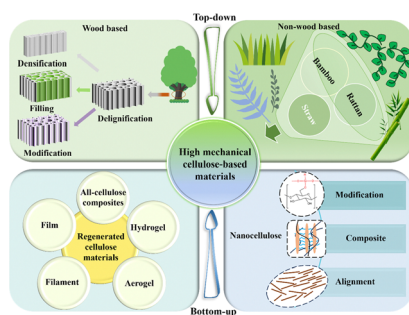 Top-down
Wood based
Non-wood based
Densification
Filling
Delignification
Modification
Bamboo
Rattan
Straw
High mechanical
cellulose-based
materials
All-cellulose
composites
Film
Hydrogel
Regenerated
cellulose
materials
Filament
Aerogel
Modification
Nanocellulose
Composite
Alignment
Bottom-up